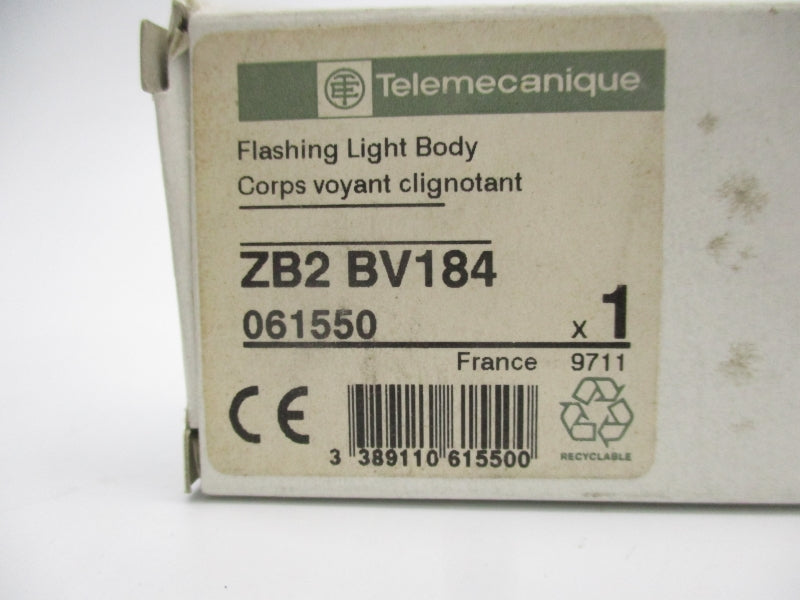 Telemecanique
Flashing Light Body
Corps voyant clignotant
ZB2 BV184
061550 x 1
France 9711
CE
3 389110 615500
RECYCLABLE